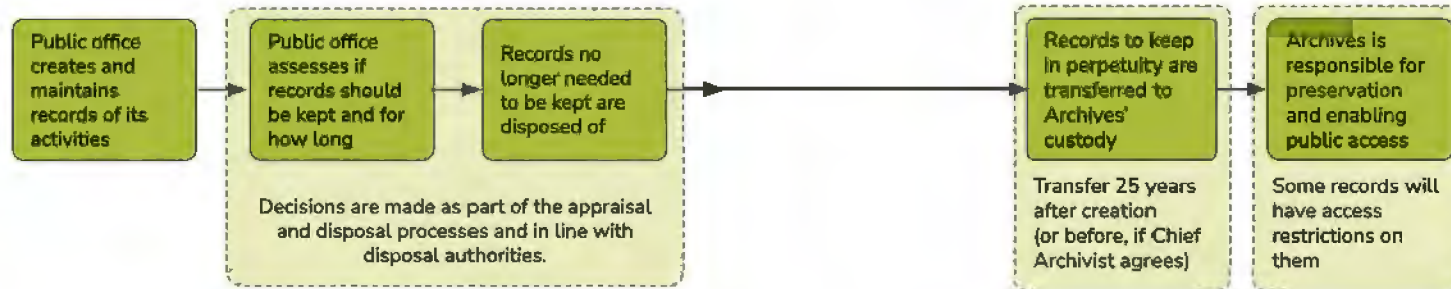 Public office
creates and
maintains
records of its
activities
Public office
assesses if
records should
be kept and for
how long
Records no
longer needed
to be kept are
disposed of
Decisions are made as part of the appraisal
and disposal processes and in line with
disposal authorities.
Records to keep
in perpetuity are
transferred to
Archives'
custody
Transfer 25 years
after creation
(or before, if Chief
Archivist agrees)
Archives is
responsible for
preservation
and enabling
public access
Some records will
have access
restrictions on
them